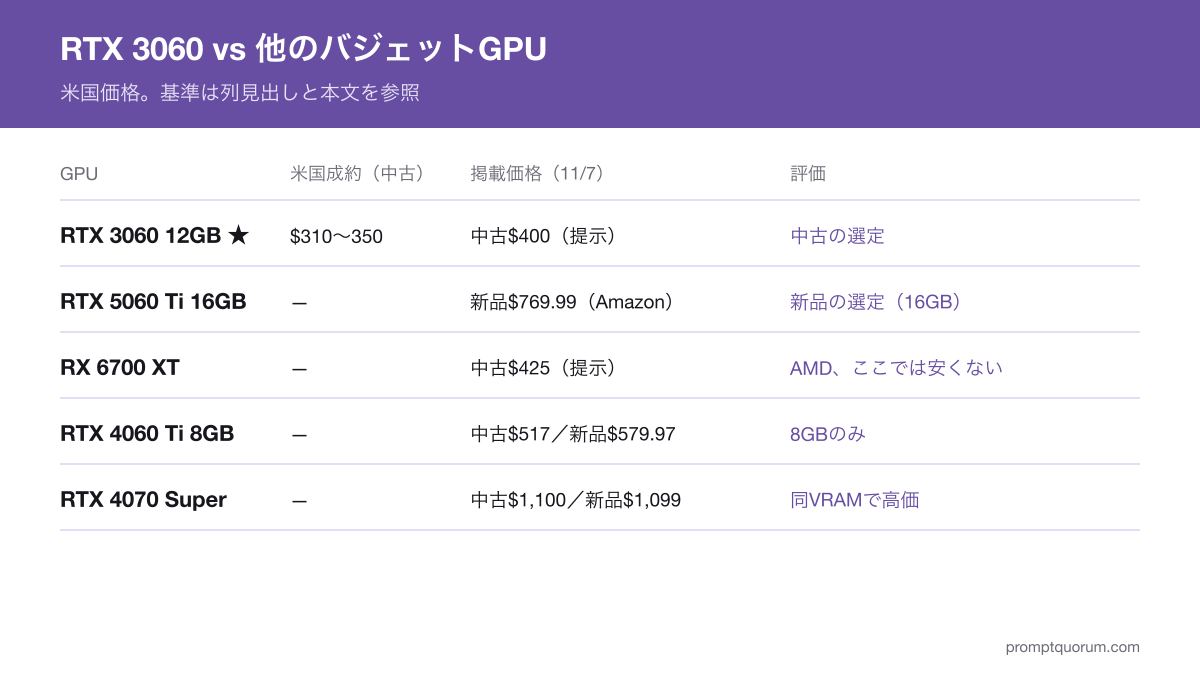 RTX 3060 vs 他のバジェットGPU
米国価格。基準は列見出しと本文を参照
GPU 米国成約（中古） 掲載価格（11/7） 評価
RTX 3060 12GB ★ $310〜350 中古$400（提示） 中古の選定
RTX 5060 Ti 16GB — 新品$769.99（Amazon） 新品の選定（16GB）
RX 6700 XT — 中古$425（提示） AMD、ここでは安くない
RTX 4060 Ti 8GB — 中古$517／新品$579.97 8GBのみ
RTX 4070 Super — 中古$1,100／新品$1,099 同VRAMで高価
promptquorum.com